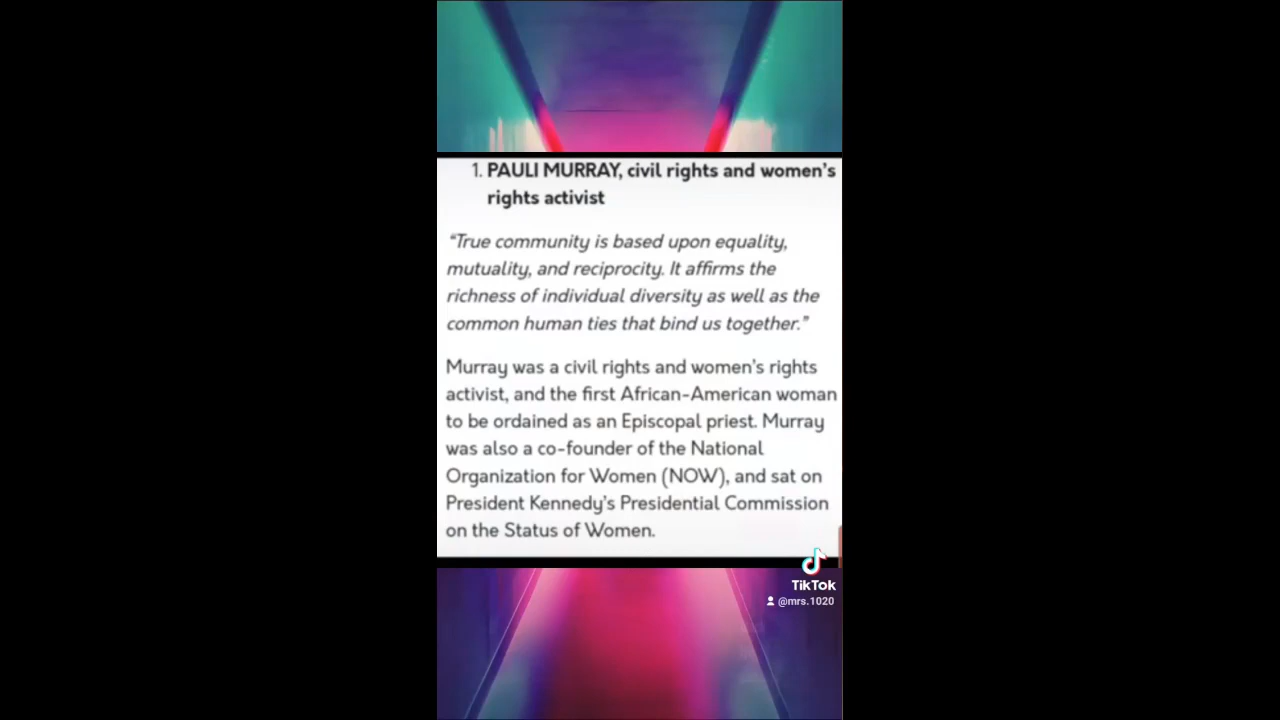 1. PAULI MURRAY, civil rights and women's
rights activist
“True community is based upon equality,
mutuality, and reciprocity. It affirms the
richness of individual diversity as well as the
common human ties that bind us together.”
Murray was a civil rights and women's rights
activist, and the first African-American woman
to be ordained as an Episcopal priest. Murray
was also a co-founder of the National
Organization for Women (NOW), and sat on
President Kennedy's Presidential Commission
on the Status of Women.
TikTok
@mrs.1020